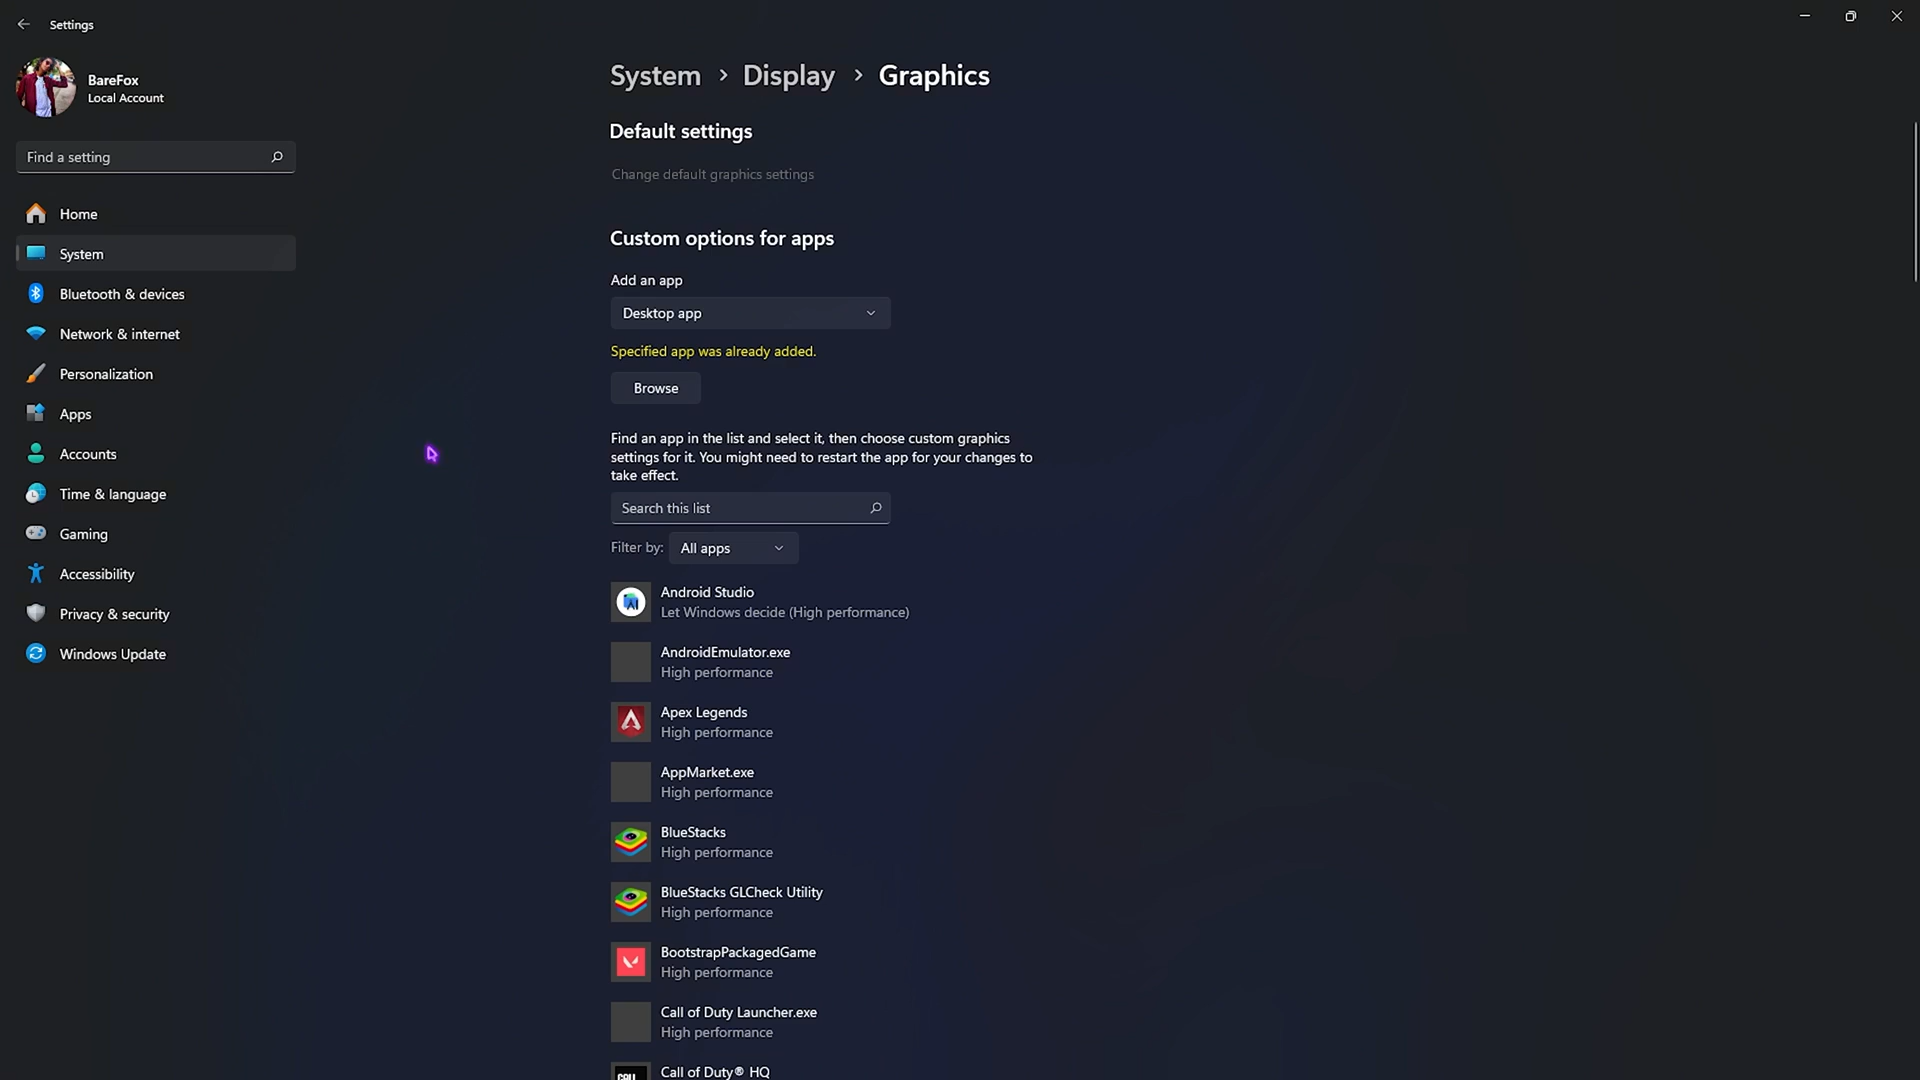 Settings
BareFox
Local Account
Find a setting
Home
System
Bluetooth & devices
Network & internet
Personalization
Apps
Accounts
Time & language
Gaming
Accessibility
Privacy & security
Windows Update
System > Display > Graphics
Default settings
Change default graphics settings
Custom options for apps
Add an app
Desktop app
Specified app was already added.
Browse
Find an app in the list and select it, then choose custom graphics
settings for it. You might need to restart the app for your changes to
take effect.
Search this list
Filter by: All apps
Android Studio
Let Windows decide (High performance)
AndroidEmulator.exe
High performance
Apex Legends
High performance
AppMarket.exe
High performance
BlueStacks
High performance
BlueStacks GLCheck Utility
High performance
BootstrapPackagedGame
High performance
Call of Duty Launcher.exe
High performance
Call of Duty® HQ